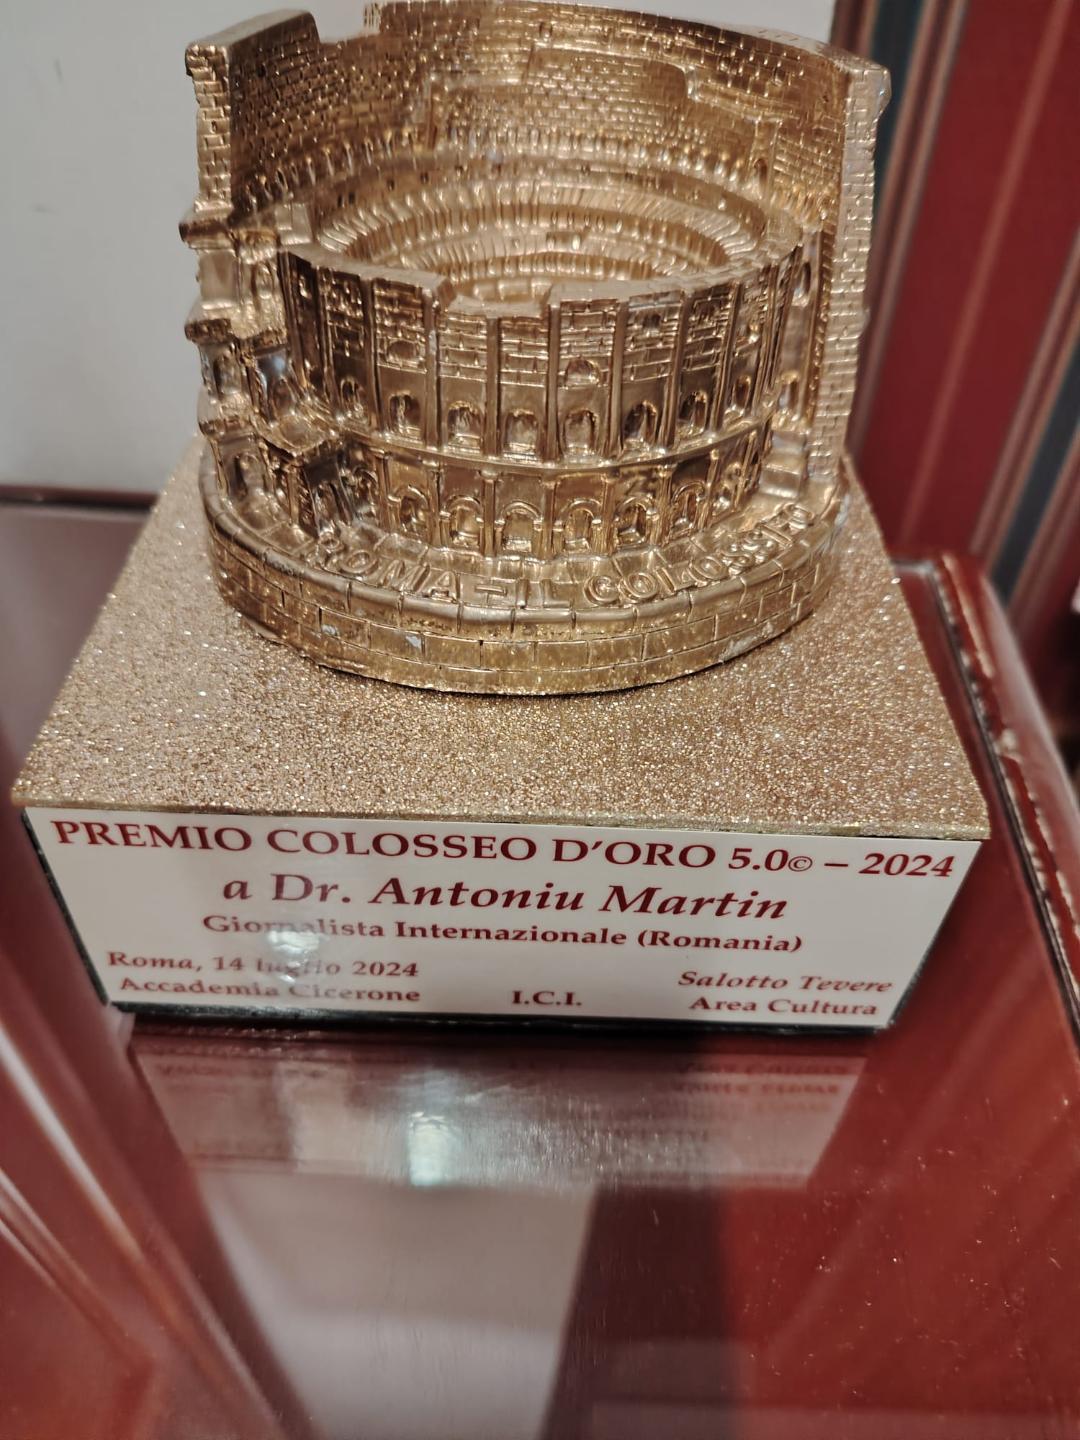 ROMA - IL COLOSSEO
PREMIO COLOSSEO D'ORO 5.0© – 2024
a Dr. Antoniu Martin
Giornalista Internazionale (Romania)
Roma, 14 luglio 2024
Salotto Tevere
Accademia Cicerone
I.C.I.
Area Cultura